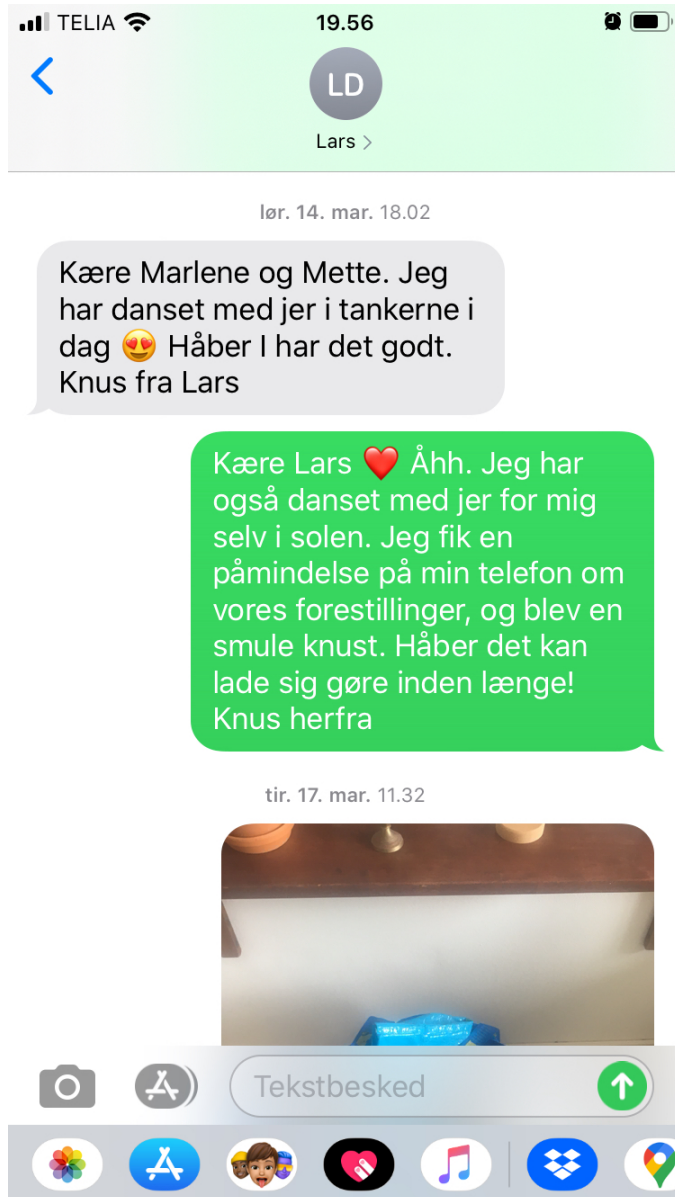 TELIA 19.56
LD
Lars
lør. 14. mar. 18.02
Kære Marlene og Mette. Jeg
har danset med jer i tankerne i
dag 😍 Håber I har det godt.
Knus fra Lars
Kære Lars ❤️ Åhh. Jeg har
også danset med jer for mig
selv i solen. Jeg fik en
påmindelse på min telefon om
vores forestillinger, og blev en
smule knust. Håber det kan
lade sig gøre inden længe!
Knus herfra
tir. 17. mar. 11.32
Tekstbesked